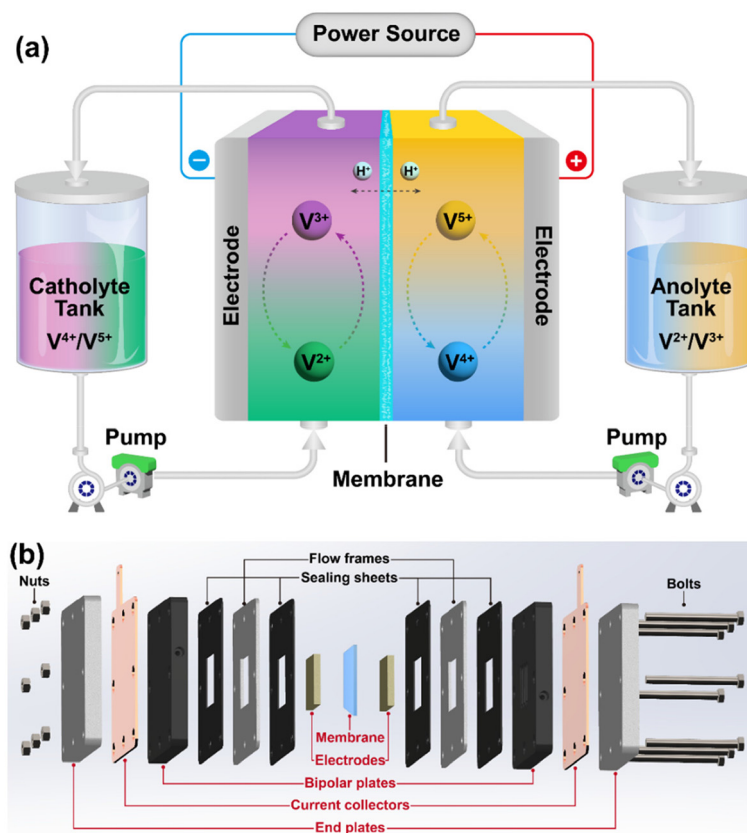 (a)
Power Source
−
+
H⁺
H⁺
V³⁺
V⁵⁺
Electrode
Electrode
Catholyte
Tank
V⁴⁺/V⁵⁺
Anolyte
Tank
V²⁺/V³⁺
V²⁺
V⁴⁺
Pump
Pump
Membrane
(b)
Flow frames
Nuts
Sealing sheets
Bolts
Membrane
Electrodes
Bipolar plates
Current collectors
End plates